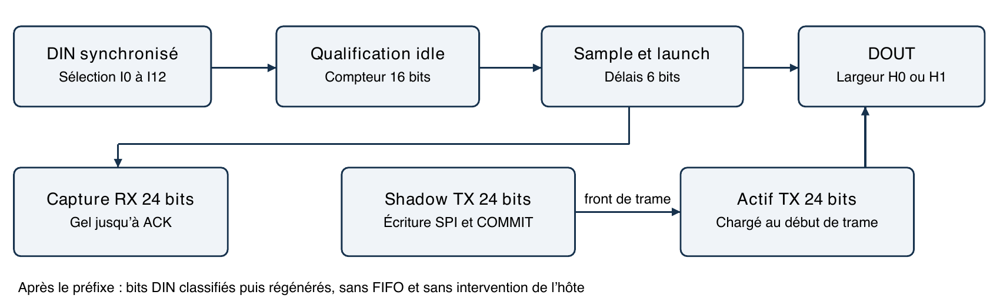 DIN synchronisé
Sélection I0 à I12
Qualification idle
Compteur 16 bits
Sample et launch
Délais 6 bits
DOUT
Largeur H0 ou H1
Capture RX 24 bits
Gel jusqu’à ACK
Shadow TX 24 bits
Écriture SPI et COMMIT
front de trame
Actif TX 24 bits
Chargé au début de trame
Après le préfixe : bits DIN classifiés puis régénérés, sans FIFO et sans intervention de l’hôte